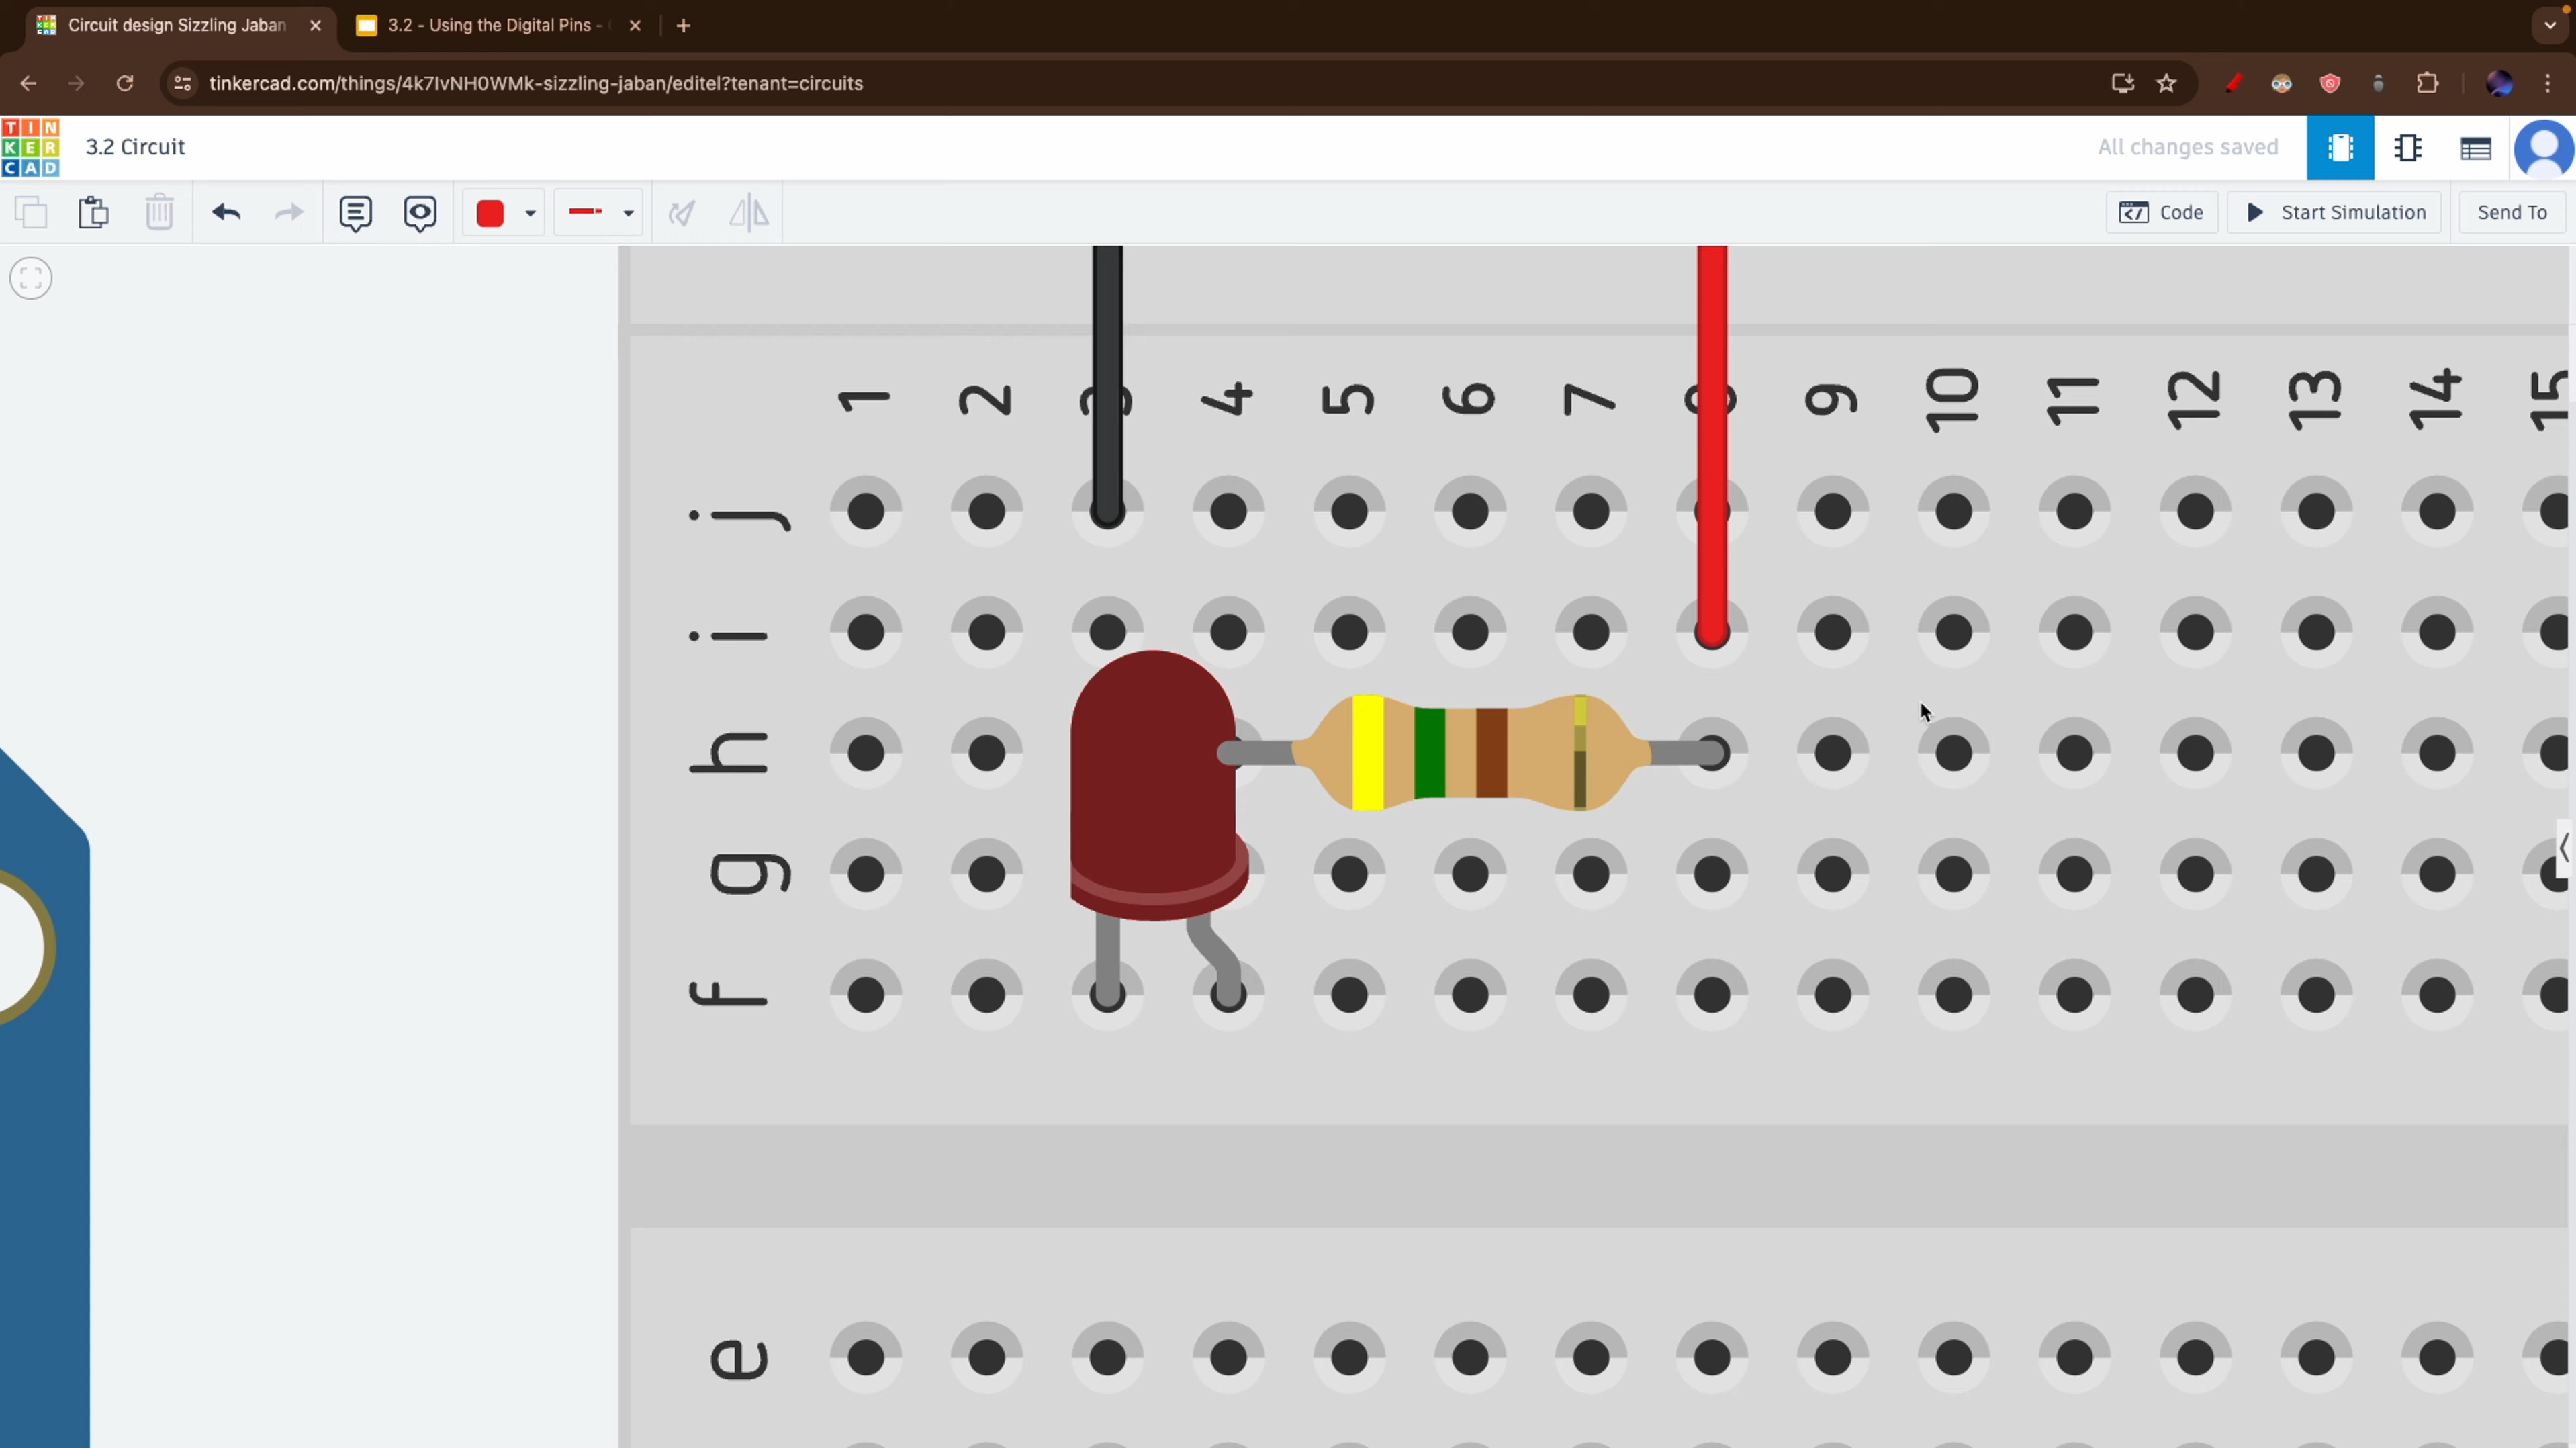 Circuit design Sizzling Jaban
3.2 - Using the Digital Pins -
tinkercad.com/things/4k7IvNH0WMk-sizzling-jaban/editel?tenant=circuits
TIN
KER
CAD
3.2 Circuit
All changes saved
Code
Start Simulation
Send To
1 2 3 4 5 6 7 8 9 10 11 12 13 14 15
j
i
h
g
f
e